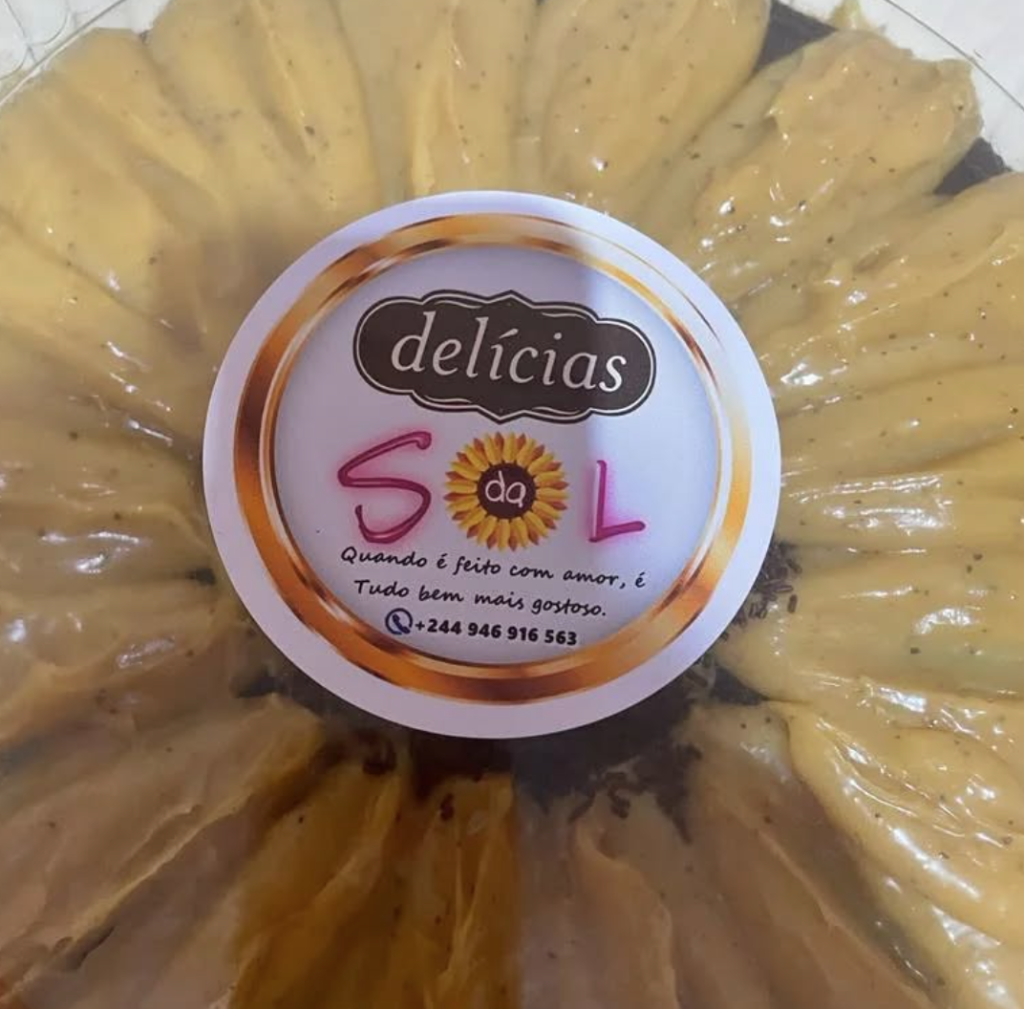 delícias
S da L
Quando é feito com amor, é
Tudo bem mais gostoso.
+244 946 916 563